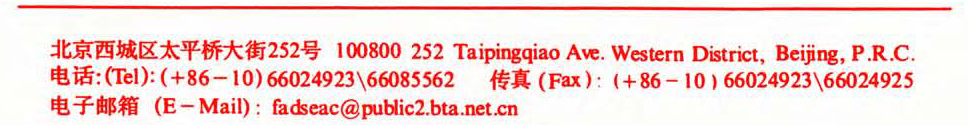 北京西城区太平桥大街252号 100800 252 Taipingqiao Ave. Western District, Beijing, P.R.C.
电话:(Tel):(+86-10)66024923\66085562 传真(Fax):(+86-10)66024923\66024925
电子邮箱 (E-Mail): fadseac@public2.bta.net.cn